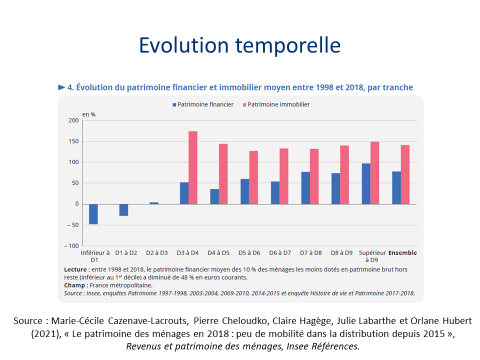 Evolution temporelle
► 4. Évolution du patrimoine financier et immobilier moyen entre 1998 et 2018, par tranche
Patrimoine financier Patrimoine immobilier
en %
200
150
100
50
0
– 50
– 100
Inférieur à D1 D1 à D2 D2 à D3 D3 à D4 D4 à D5 D5 à D6 D6 à D7 D7 à D8 D8 à D9 Supérieur à D9 Ensemble
Lecture : entre 1998 et 2018, le patrimoine financier moyen des 10 % des ménages les moins dotés en patrimoine brut hors
reste (inférieur au 1er décile) a diminué de 48 % en euros courants.
Champ : France métropolitaine.
Source : Insee, enquêtes Patrimoine 1997-1998, 2003-2004, 2009-2010, 2014-2015 et enquête Histoire de vie et Patrimoine 2017-2018.
Source : Marie-Cécile Cazenave-Lacrouts, Pierre Cheloudko, Claire Hagège, Julie Labarthe et Orlane Hubert
(2021), « Le patrimoine des ménages en 2018 : peu de mobilité dans la distribution depuis 2015 »,
Revenus et patrimoine des ménages, Insee Références.